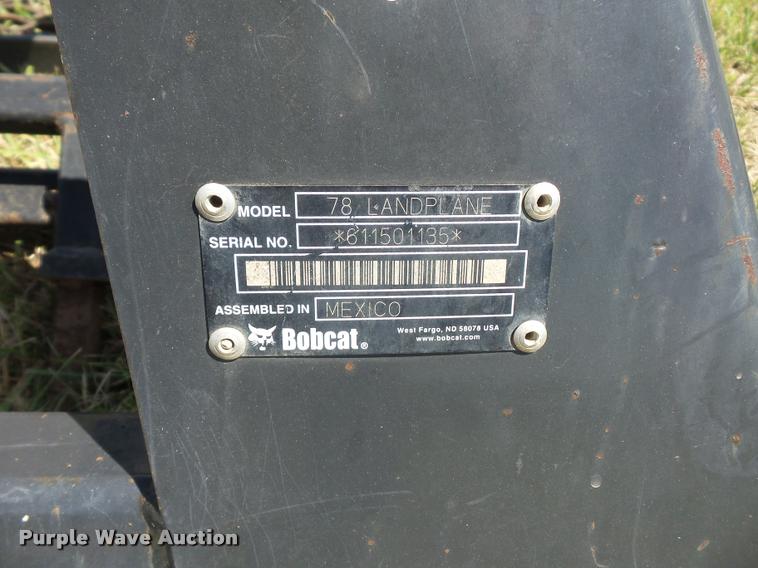 MODEL 78 LANDPLANE
SERIAL NO. *611501135*
ASSEMBLED IN MEXICO
Bobcat®
West Fargo, ND 58078 USA
www.bobcat.com
Purple Wave Auction